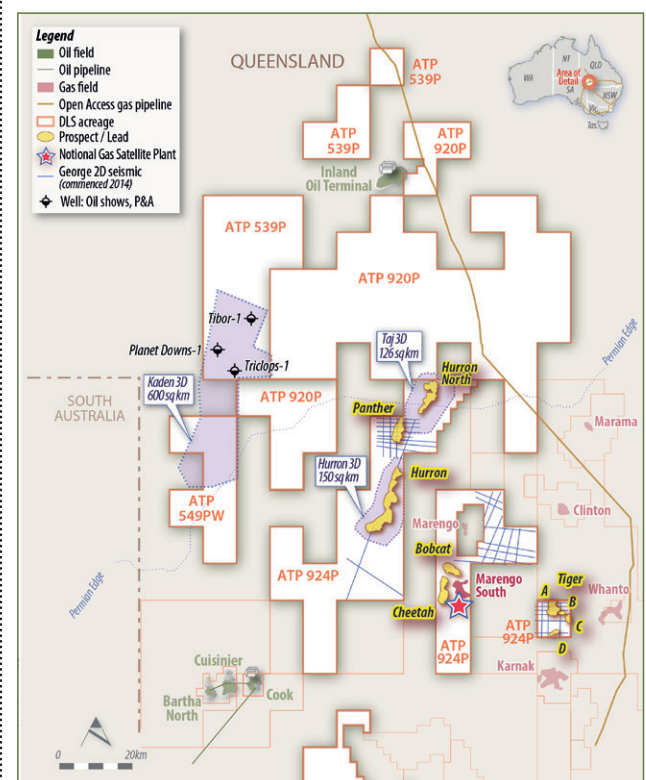 Legend
Oil field
Oil pipeline
Gas field
Open Access gas pipeline
DLS acreage
Prospect / Lead
Notional Gas Satellite Plant
George 2D seismic
(commenced 2014)
Well: Oil shows, P&A
QUEENSLAND
WA
NT
QLD
SA
NSW
Vic.
Tas.
Area of
Detail
ATP
539P
ATP
539P
ATP
920P
Inland
Oil Terminal
ATP 539P
ATP 920P
Tibor-1
Planet Downs-1
Triclops-1
Taj 3D
126 sq km
Hurron
North
Permian Edge
Kaden 3D
600 sq km
SOUTH
AUSTRALIA
ATP 920P
Panther
Marama
Hurron 3D
150 sq km
Hurron
ATP
549PW
Clinton
Marengo
Bobcat
ATP 924P
Marengo
South
Tiger
A
B
C
D
Whanto
Permian Edge
Cheetah
ATP
924P
ATP
924P
Karnak
Cuisinier
Bartha
North
Cook
0
20km